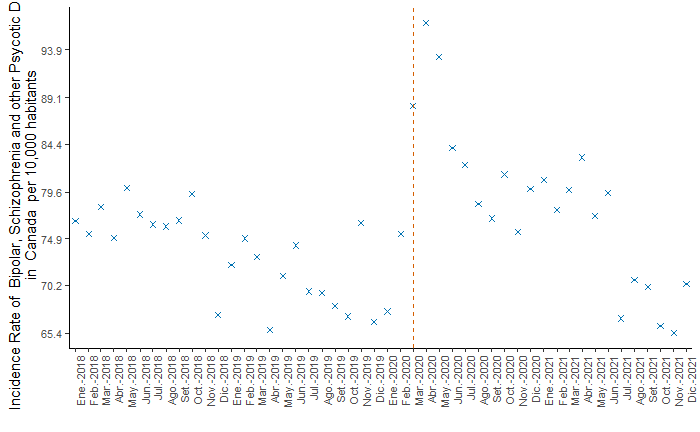 Incidence Rate of  Bipolar, Schizophrenia and other Psycotic D
in  Canada  per 10,000 habitants
93.9
89.1
84.4
79.6
74.9
70.2
65.4
Ene.-2018
Feb.-2018
Mar.-2018
Abr.-2018
May.-2018
Jun.-2018
Jul.-2018
Ago.-2018
Set.-2018
Oct.-2018
Nov.-2018
Dic.-2018
Ene.-2019
Feb.-2019
Mar.-2019
Abr.-2019
May.-2019
Jun.-2019
Jul.-2019
Ago.-2019
Set.-2019
Oct.-2019
Nov.-2019
Dic.-2019
Ene.-2020
Feb.-2020
Mar.-2020
Abr.-2020
May.-2020
Jun.-2020
Jul.-2020
Ago.-2020
Set.-2020
Oct.-2020
Nov.-2020
Dic.-2020
Ene.-2021
Feb.-2021
Mar.-2021
Abr.-2021
May.-2021
Jun.-2021
Jul.-2021
Ago.-2021
Set.-2021
Oct.-2021
Nov.-2021
Dic.-2021